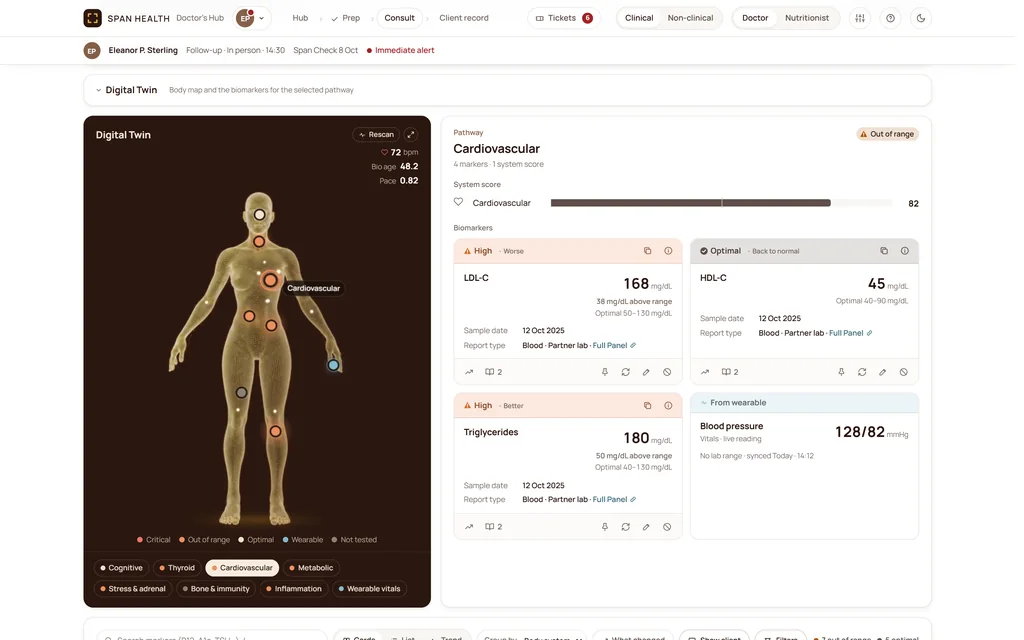 SPAN HEALTH Doctor's Hub EP Hub Prep Consult Client record Tickets 6 Clinical Non-clinical Doctor Nutritionist
EP Eleanor P. Sterling Follow-up · In person · 14:30 Span Check 8 Oct Immediate alert
Digital Twin Body map and the biomarkers for the selected pathway
Digital Twin Rescan
72 bpm
Bio age 48.2
Pace 0.82
Cardiovascular
Critical Out of range Optimal Wearable Not tested
Cognitive Thyroid Cardiovascular Metabolic
Stress & adrenal Bone & immunity Inflammation Wearable vitals
Pathway
Out of range
Cardiovascular
4 markers · 1 system score
System score
Cardiovascular 82
Biomarkers
High · Worse
LDL-C
168 mg/dL
38 mg/dL above range
Optimal 50–130 mg/dL
Sample date 12 Oct 2025
Report type Blood · Partner lab · Full Panel
2
Optimal · Back to normal
HDL-C
45 mg/dL
Optimal 40–90 mg/dL
Sample date 12 Oct 2025
Report type Blood · Partner lab · Full Panel
2
High · Better
Triglycerides
180 mg/dL
50 mg/dL above range
Optimal 40–130 mg/dL
Sample date 12 Oct 2025
Report type Blood · Partner lab · Full Panel
2
From wearable
Blood pressure
128/82 mmHg
Vitals · live reading
No lab range · synced Today · 14:12